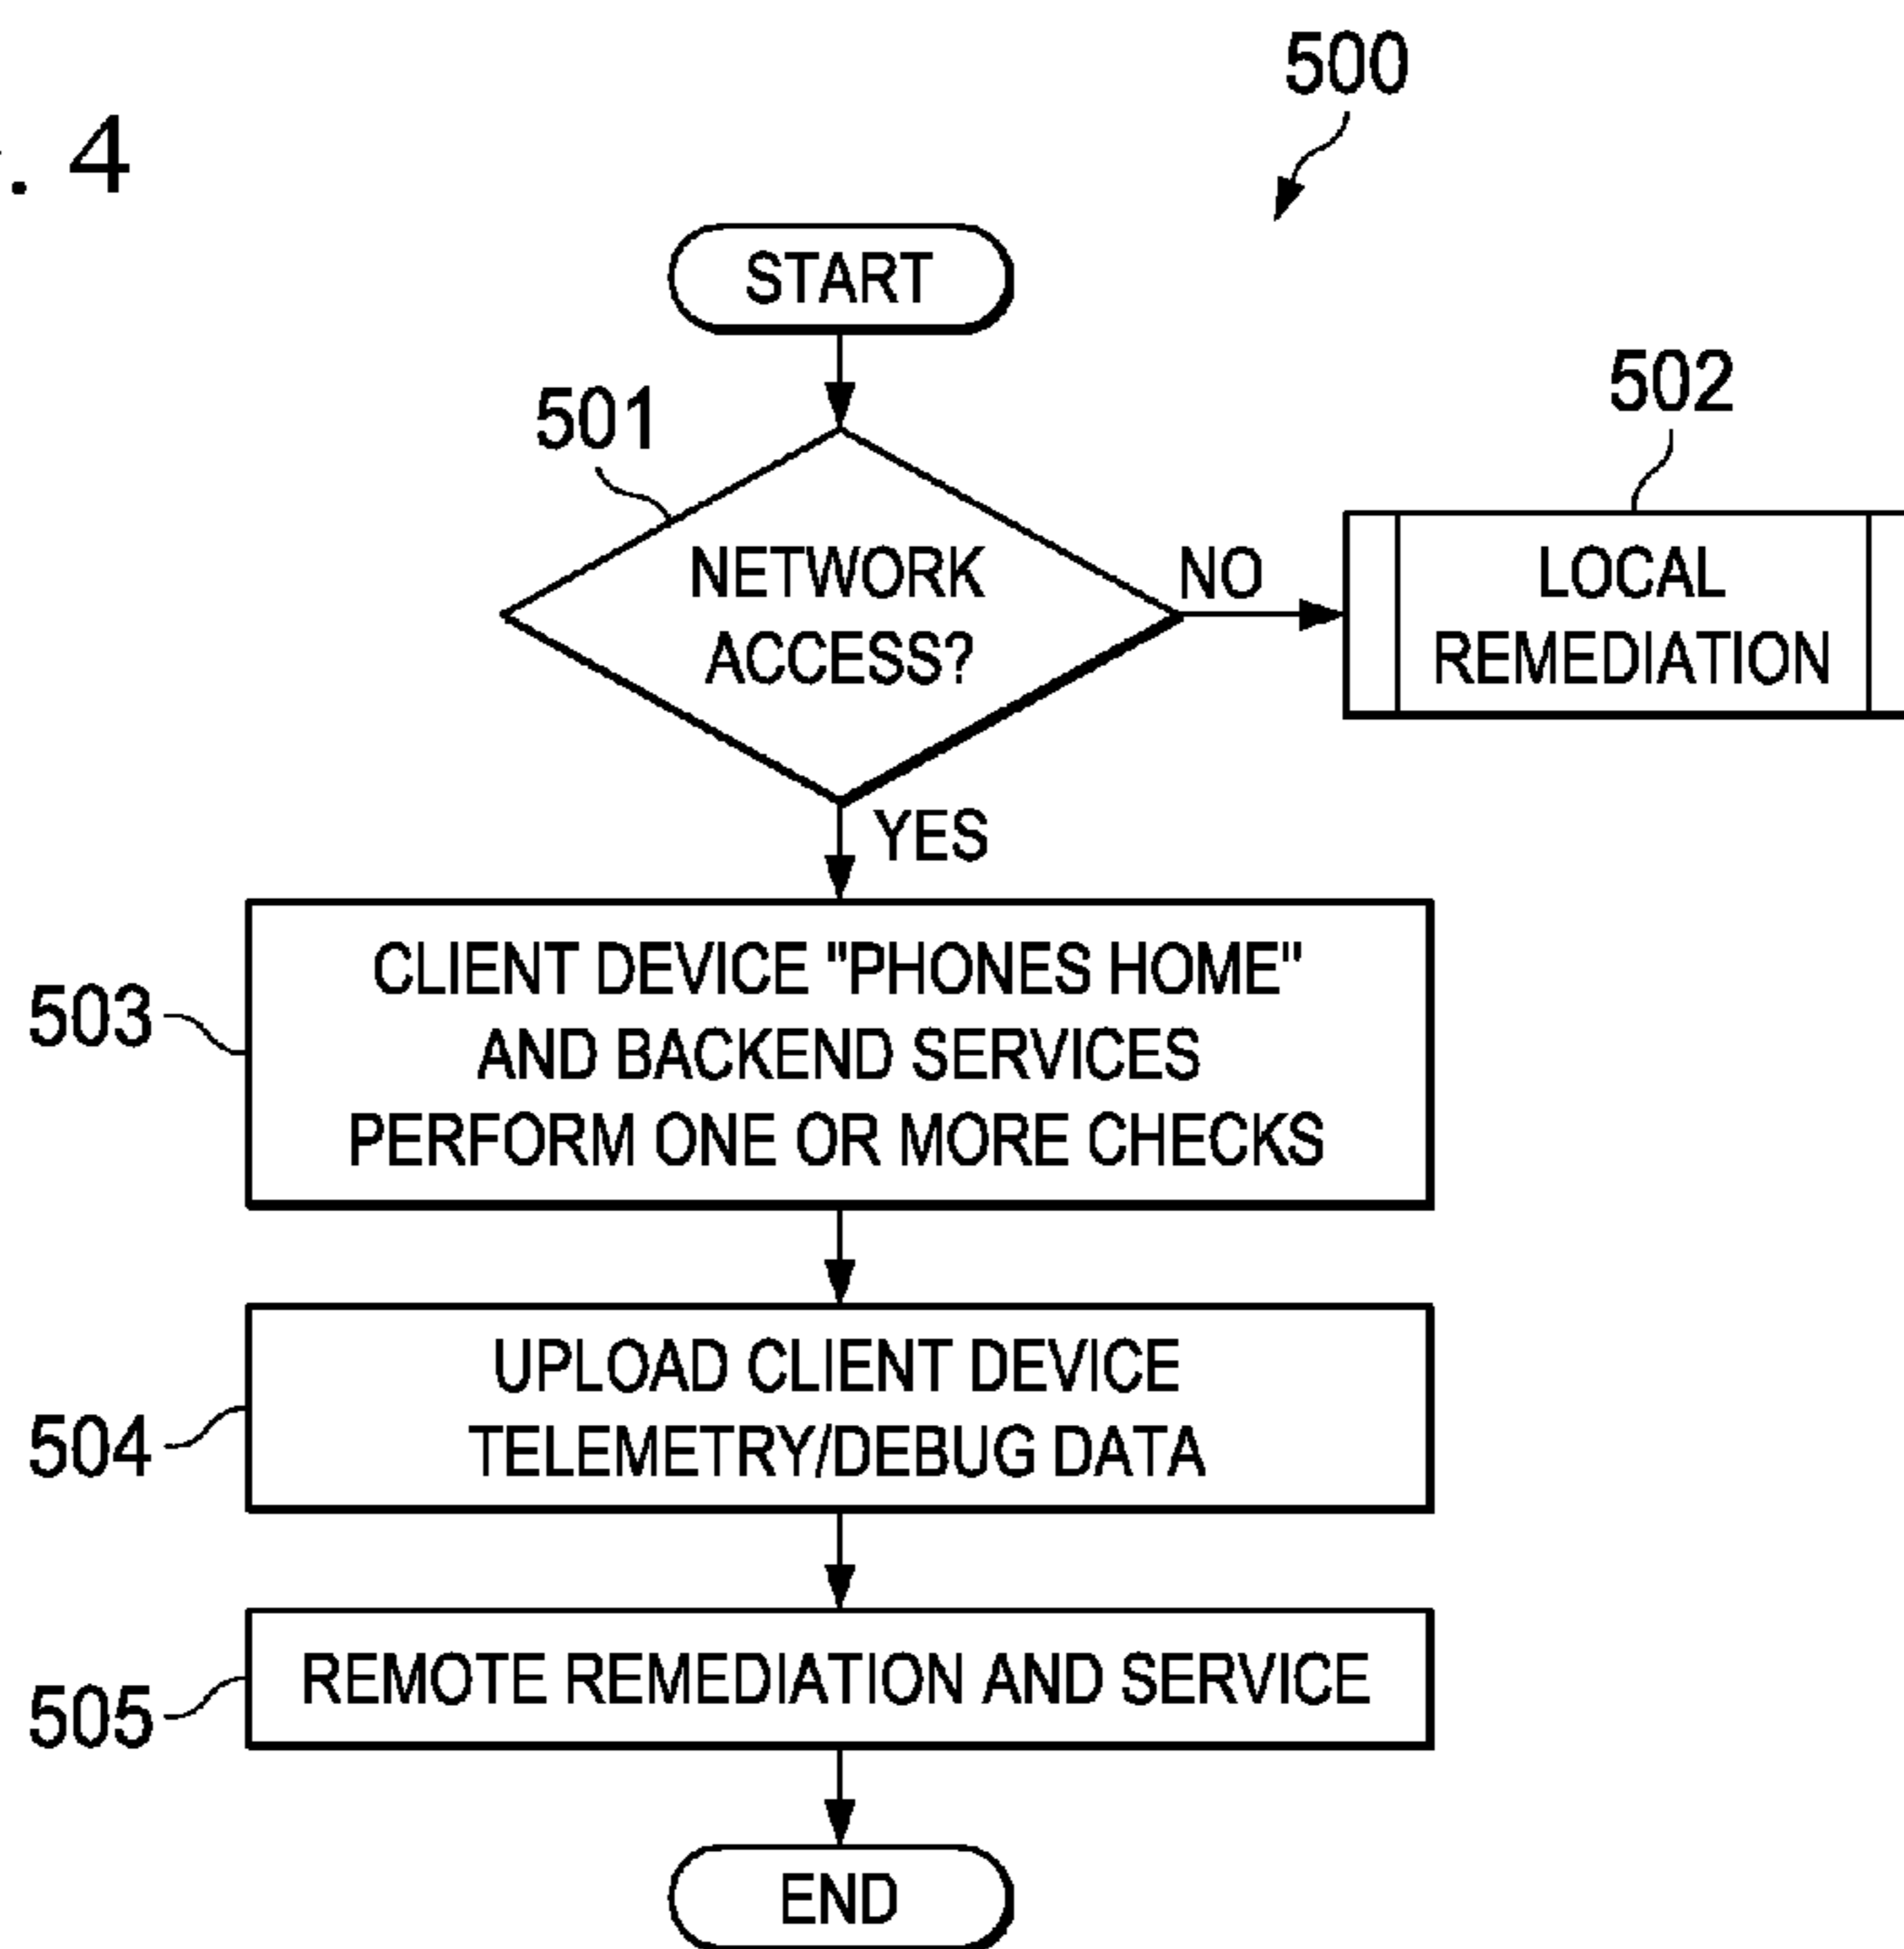 . 4
500
START
501
502
NETWORK
ACCESS?
NO
LOCAL
REMEDIATION
YES
503
CLIENT DEVICE "PHONES HOME"
AND BACKEND SERVICES
PERFORM ONE OR MORE CHECKS
504
UPLOAD CLIENT DEVICE
TELEMETRY/DEBUG DATA
505
REMOTE REMEDIATION AND SERVICE
END